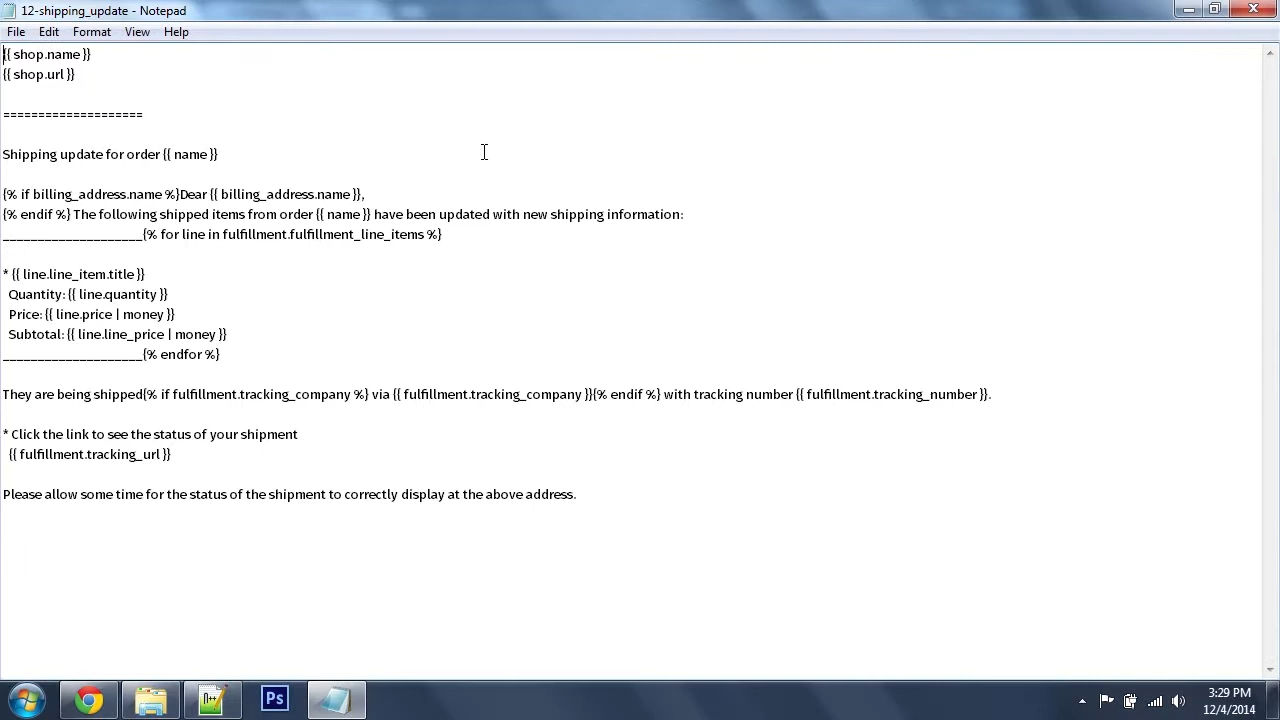 12-shipping_update - Notepad
File Edit Format View Help
{{ shop.name }}
{{ shop.url }}
====================
Shipping update for order {{ name }}
{% if billing_address.name %}Dear {{ billing_address.name }},
{% endif %} The following shipped items from order {{ name }} have been updated with new shipping information:
____________________{% for line in fulfillment.fulfillment_line_items %}
* {{ line.line_item.title }}
Quantity: {{ line.quantity }}
Price: {{ line.price | money }}
Subtotal: {{ line.line_price | money }}
____________________{% endfor %}
They are being shipped{% if fulfillment.tracking_company %} via {{ fulfillment.tracking_company }}{% endif %} with tracking number {{ fulfillment.tracking_number }}.
* Click the link to see the status of your shipment
{{ fulfillment.tracking_url }}
Please allow some time for the status of the shipment to correctly display at the above address.
N++
Ps
3:29 PM
12/4/2014